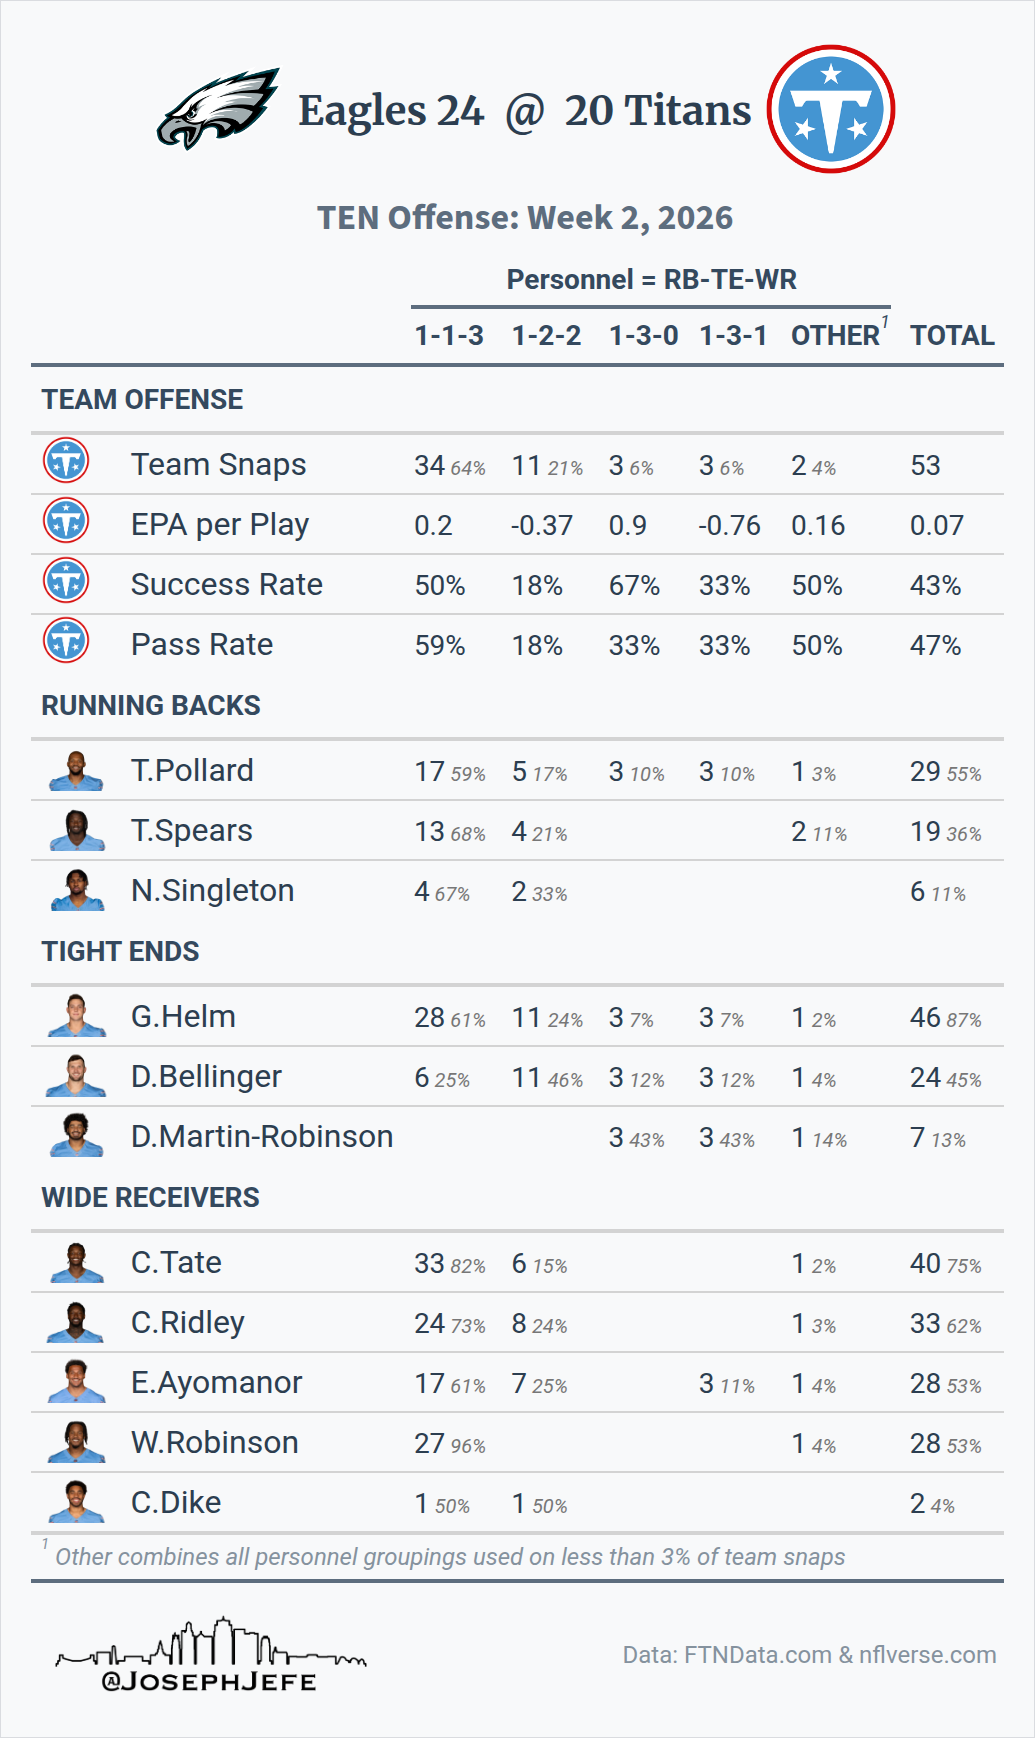 Eagles 24 @ 20 Titans
TEN Offense: Week 2, 2026
Personnel = RB-TE-WR
1-1-3 1-2-2 1-3-0 1-3-1 OTHER1 TOTAL
TEAM OFFENSE
Team Snaps 34 64% 11 21% 3 6% 3 6% 2 4% 53
EPA per Play 0.2 -0.37 0.9 -0.76 0.16 0.07
Success Rate 50% 18% 67% 33% 50% 43%
Pass Rate 59% 18% 33% 33% 50% 47%
RUNNING BACKS
T.Pollard 17 59% 5 17% 3 10% 3 10% 1 3% 29 55%
T.Spears 13 68% 4 21% 2 11% 19 36%
N.Singleton 4 67% 2 33% 6 11%
TIGHT ENDS
G.Helm 28 61% 11 24% 3 7% 3 7% 1 2% 46 87%
D.Bellinger 6 25% 11 46% 3 12% 3 12% 1 4% 24 45%
D.Martin-Robinson 3 43% 3 43% 1 14% 7 13%
WIDE RECEIVERS
C.Tate 33 82% 6 15% 1 2% 40 75%
C.Ridley 24 73% 8 24% 1 3% 33 62%
E.Ayomanor 17 61% 7 25% 3 11% 1 4% 28 53%
W.Robinson 27 96% 1 4% 28 53%
C.Dike 1 50% 1 50% 2 4%
1 Other combines all personnel groupings used on less than 3% of team snaps
@JosephJefe
Data: FTNData.com & nflverse.com